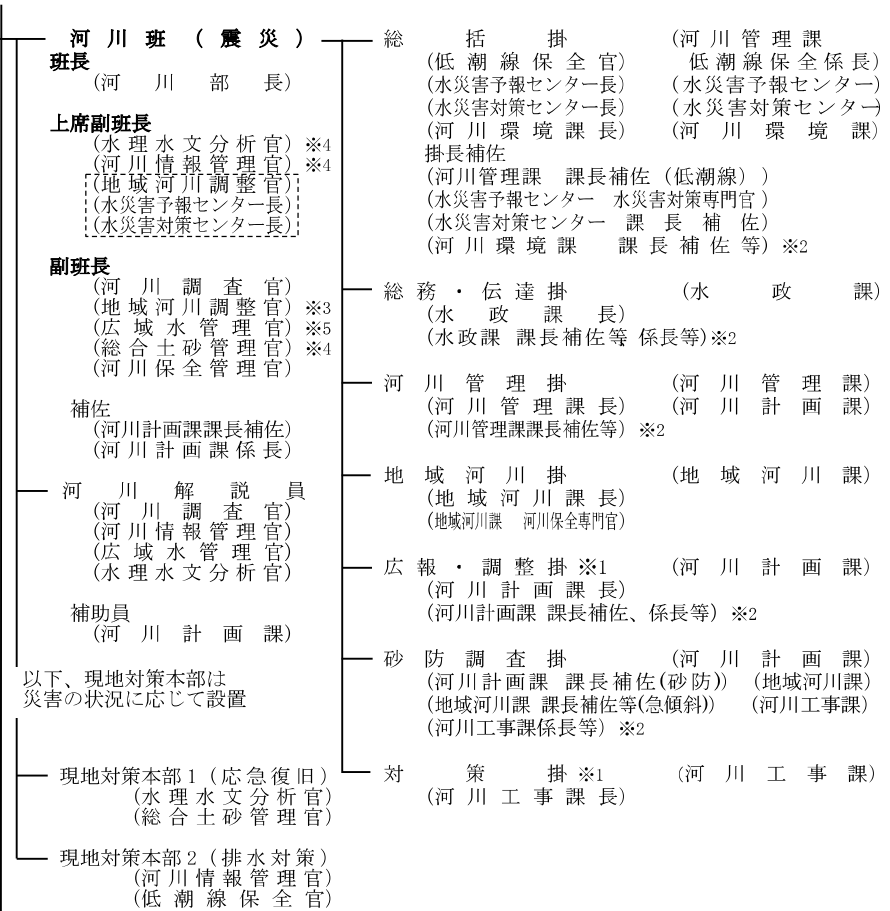 河川班（震災）
班長
(河川部長)
上席副班長
(水理水文分析官) ※4
(河川情報管理官) ※4
(地域河川調整官)
(水災害予報センター長)
(水災害対策センター長)
副班長
(河川調査官)
(地域河川調整官) ※3
(広域水管理官) ※5
(総合土砂管理官) ※4
(河川保全管理官)
補佐
(河川計画課課長補佐)
(河川計画課係長)
河川解説員
(河川調査官)
(河川情報管理官)
(広域水管理官)
(水理水文分析官)
補助員
(河川計画課)
以下、現地対策本部は
災害の状況に応じて設置
現地対策本部1（応急復旧）
(水理水文分析官)
(総合土砂管理官)
現地対策本部2（排水対策）
(河川情報管理官)
(低潮線保全官)
総括掛 (河川管理課
(低潮線保全官) 低潮線保全係長)
(水災害予報センター長) (水災害予報センター)
(水災害対策センター長) (水災害対策センター)
(河川環境課長) (河川環境課)
掛長補佐
(河川管理課 課長補佐（低潮線）)
(水災害予報センター 水災害対策専門官)
(水災害対策センター 課長補佐)
(河川環境課 課長補佐等) ※2
総務・伝達掛 (水政課)
(水政課長)
(水政課 課長補佐等 係長等)※2
河川管理掛 (河川管理課)
(河川管理課長) (河川計画課)
(河川管理課課長補佐等) ※2
地域河川掛 (地域河川課)
(地域河川課長)
(地域河川課 河川保全専門官)
広報・調整掛 ※1 (河川計画課)
(河川計画課長)
(河川計画課 課長補佐、係長等) ※2
砂防調査掛 (河川計画課)
(河川計画課 課長補佐(砂防)) (地域河川課)
(地域河川課 課長補佐等(急傾斜)) (河川工事課)
(河川工事課係長等) ※2
対策掛 ※1 (河川工事課)
(河川工事課長)